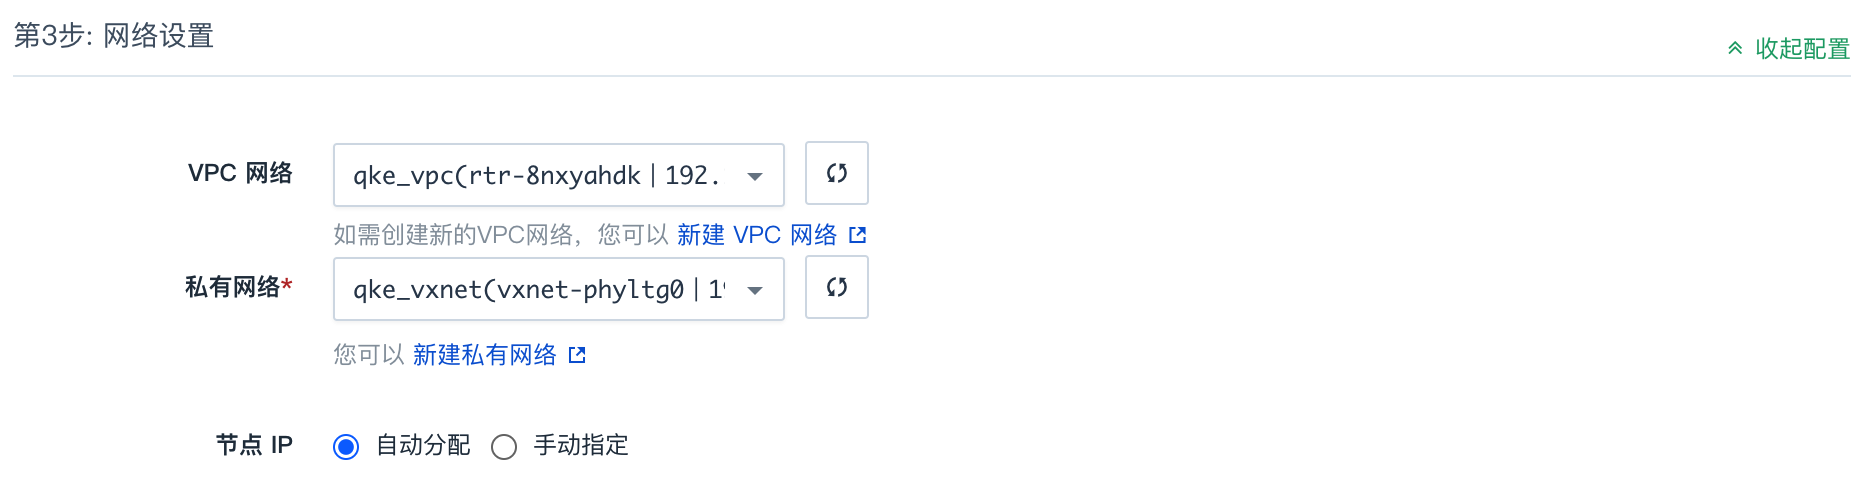 第3步: 网络设置
收起配置
VPC 网络
qke_vpc(rtr-8nxyahdk|192.
如需创建新的VPC网络，您可以 新建 VPC 网络
私有网络*
qke_vxnet(vxnet-phyltg0|1
您可以 新建私有网络
节点 IP 自动分配 手动指定